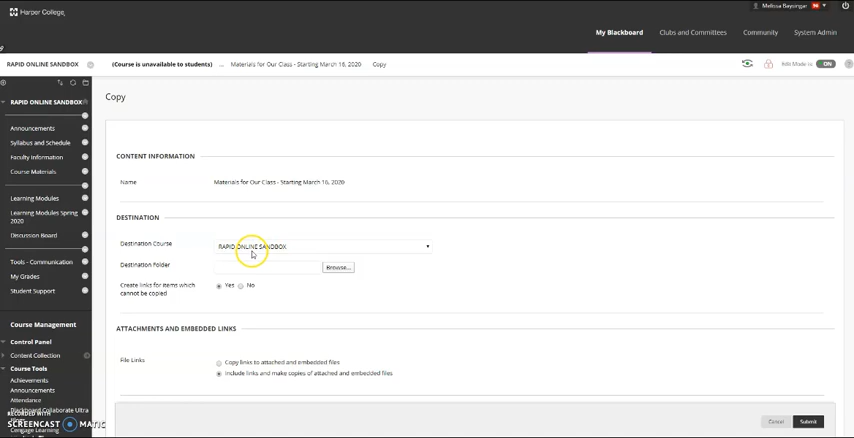 Harper College
Melissa Baysingar 96
My Blackboard Clubs and Committees Community System Admin
RAPID ONLINE SANDBOX (Course is unavailable to students) ... Materials for Our Class - Starting March 16, 2020 Copy Edit Mode is: ON ?
RAPID ONLINE SANDBOX
Announcements
Syllabus and Schedule
Faculty Information
Course Materials
Learning Modules
Learning Modules Spring
2020
Discussion Board
Tools - Communication
My Grades
Student Support
Course Management
Control Panel
Content Collection
Course Tools
Achievements
Announcements
Attendance
Blackboard Collaborate Ultra
Cengage Learning
RECORDED WITH
SCREENCAST MATIC
Copy
CONTENT INFORMATION
Name Materials for Our Class - Starting March 16, 2020
DESTINATION
Destination Course RAPID ONLINE SANDBOX
Destination Folder Browse...
Create links for items which Yes No
cannot be copied
ATTACHMENTS AND EMBEDDED LINKS
File Links Copy links to attached and embedded files
Include links and make copies of attached and embedded files
Cancel Submit